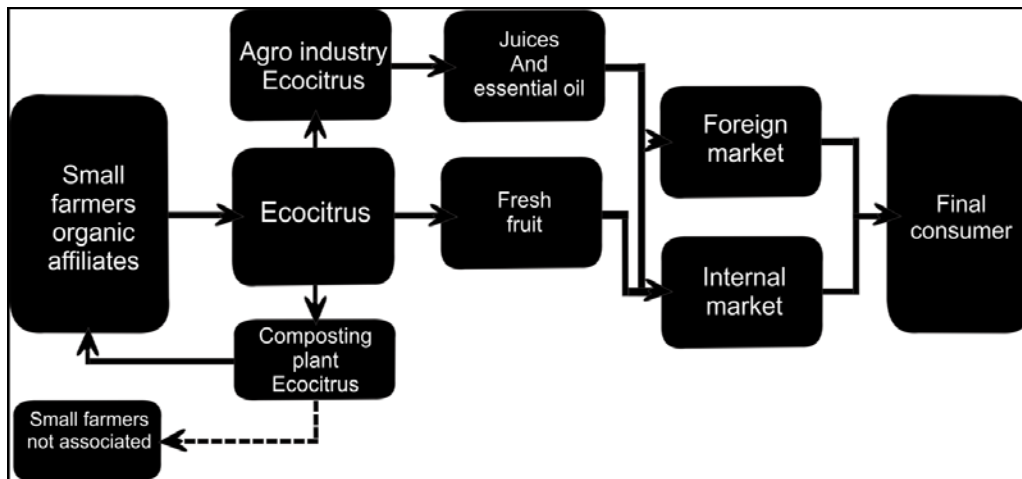 Small
farmers
organic
affiliates
Agro industry
Ecocitrus
Ecocitrus
Composting
plant
Ecocitrus
Small farmers
not associated
Juices
And
essential oil
Fresh
fruit
Foreign
market
Internal
market
Final
consumer